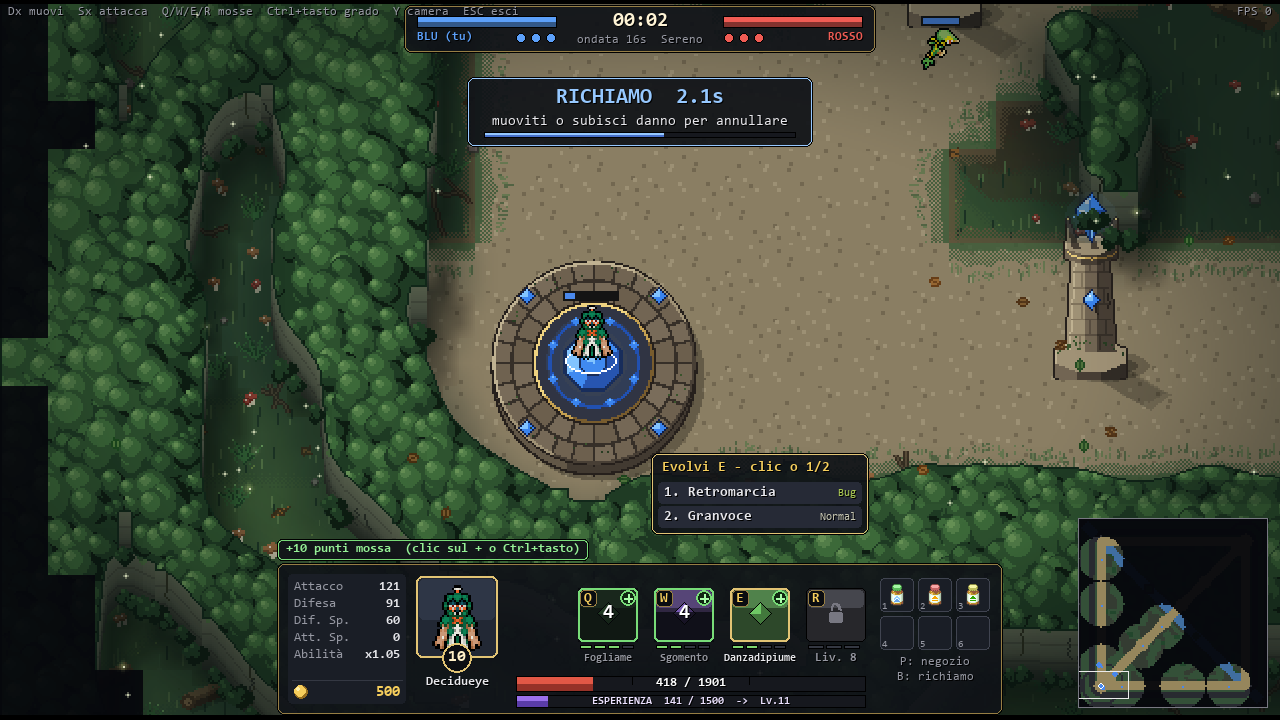 Dx muovi  Sx attacca  Q/W/E/R mosse  Ctrl+tasto grado  Y camera  ESC esci
FPS 0
00:02
BLU (tu)
ondata 16s  Sereno
ROSSO
RICHIAMO  2.1s
muoviti o subisci danno per annullare
Evolvi E - clic o 1/2
1. Retromarcia  Bug
2. Granvoce  Normal
+10 punti mossa  (clic sul + o Ctrl+tasto)
Attacco 121
Difesa 91
Dif. Sp. 60
Att. Sp. 0
Abilità x1.05
500
10
Decidueye
Q
4
Fogliame
W
4
Sgomento
E
Danzadipiume
R
Liv. 8
1 2 3
4 5 6
P: negozio
B: richiamo
418 / 1901
ESPERIENZA  141 / 1500  ->  Lv.11